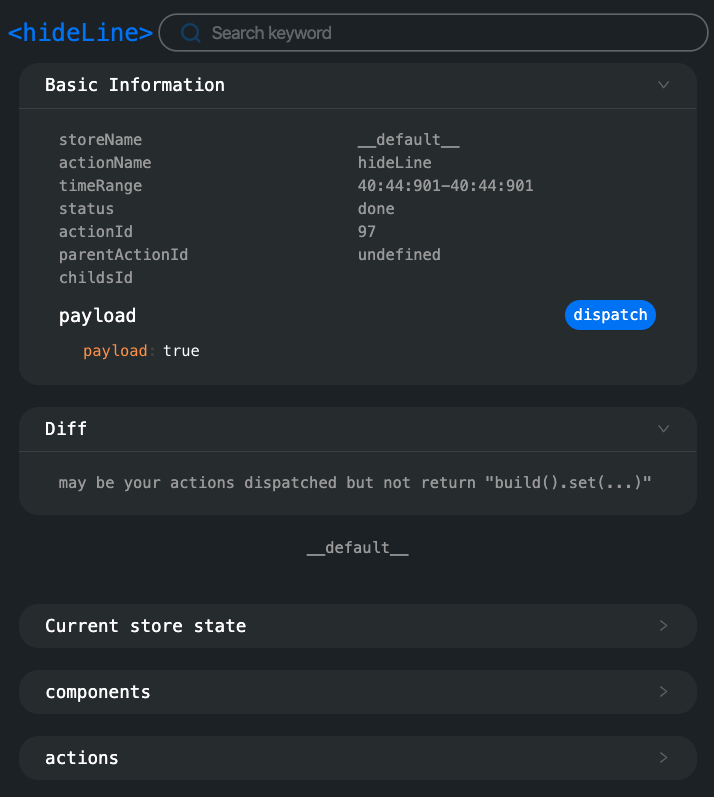 <hideLine> Search keyword
Basic Information
storeName __default__
actionName hideLine
timeRange 40:44:901-40:44:901
status done
actionId 97
parentActionId undefined
childsId
payload dispatch
payload: true
Diff
may be your actions dispatched but not return "build().set(...)"
__default__
Current store state
components
actions